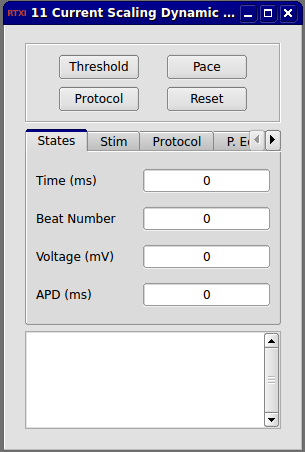 RTXI 11 Current Scaling Dynamic ...
Threshold Pace
Protocol Reset
States Stim Protocol P.
Time (ms) 0
Beat Number 0
Voltage (mV) 0
APD (ms) 0